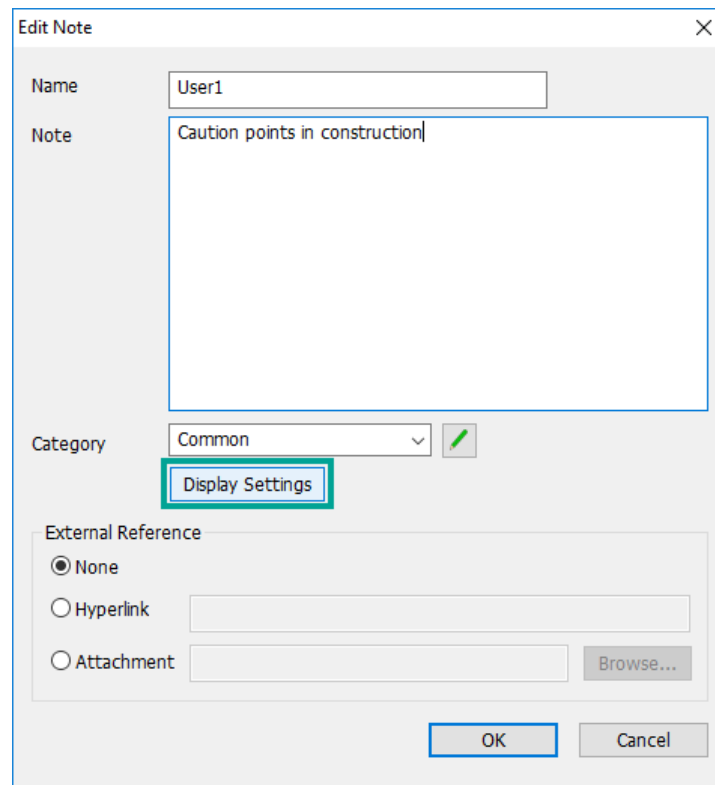 Edit Note
Name
User1
Note
Caution points in construction
Category
Common
Display Settings
External Reference
None
Hyperlink
Attachment
Browse...
OK
Cancel